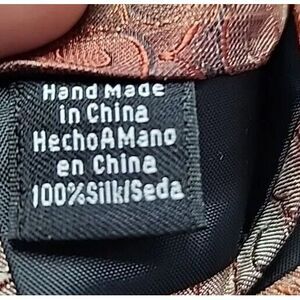 Hand Made
in China
HechoAMano
en China
100%Silk/Seda